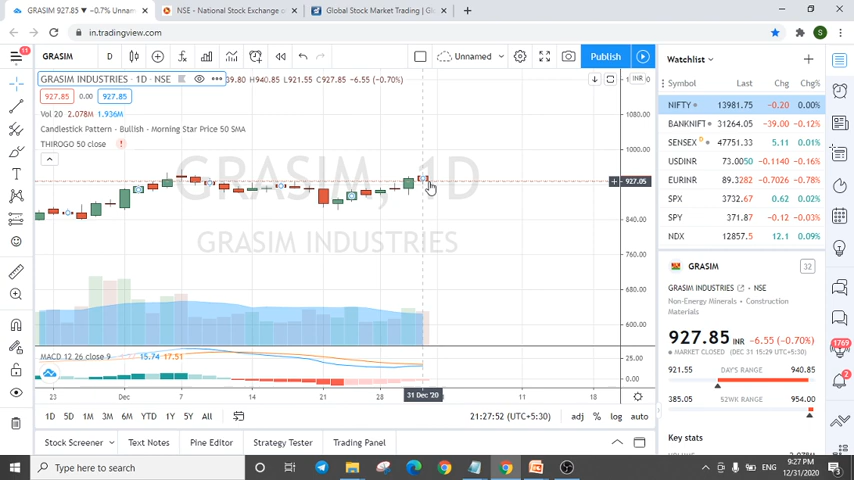 GRASIM 927.85 ▼ −0.7% Unnamed
NSE - National Stock Exchange o
Global Stock Market Trading | Gl
in.tradingview.com
S
11
GRASIM
D
Unnamed
Publish
GRASIM INDUSTRIES · 1D · NSE
39.80 H940.85 L921.55 C927.85 −6.55 (−0.70%)
INR
927.85 0.00 927.85
Vol 20 2.078M 1.936M
Candlestick Pattern - Bullish - Morning Star Price 50 SMA
THIROGO 50 close
GRASIM, 1D
GRASIM INDUSTRIES
1000.00
927.05
840.00
760.00
680.00
600.00
MACD 12 26 close 9 15.74 17.51
25.00
0.00
23 Dec 7 14 21 28 31 Dec '20 11 18
1D 5D 1M 3M 6M YTD 1Y 5Y All
21:27:52 (UTC+5:30) adj % log auto
Stock Screener Text Notes Pine Editor Strategy Tester Trading Panel
Watchlist
Symbol Last Chg Chg%
NIFTY 13981.75 −0.20 0.00%
BANKNIFT 31264.05 −39.00 −0.12%
SENSEX 47751.33 5.11 0.01%
USDINR 73.0050 −0.1140 −0.16%
EURINR 89.3282 −0.7026 −0.78%
SPX 3732.67 0.62 0.02%
SPY 371.87 −0.12 −0.03%
NDX 12857.5 12.1 0.09%
GRASIM
32
GRASIM INDUSTRIES · NSE
Non-Energy Minerals • Construction
Materials
927.85 INR −6.55 (−0.70%)
MARKET CLOSED (DEC 31 15:29 UTC+5:30)
921.55 DAY'S RANGE 940.85
385.05 52WK RANGE 954.00
Key stats
1769
2
Type here to search
ENG
9:27 PM
12/31/2020
3